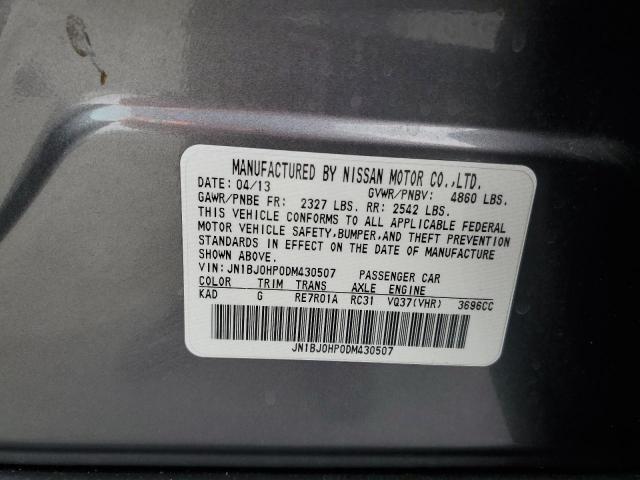 MANUFACTURED BY NISSAN MOTOR CO.,LTD.
DATE: 04/13 GVWR/PNBV: 4860 LBS.
GAWR/PNBE FR: 2327 LBS. RR: 2542 LBS.
THIS VEHICLE CONFORMS TO ALL APPLICABLE FEDERAL
MOTOR VEHICLE SAFETY,BUMPER,AND THEFT PREVENTION
STANDARDS IN EFFECT ON THE DATE OF MANUFACTURE
SHOWN ABOVE.
VIN: JN1BJ0HP0DM430507 PASSENGER CAR
COLOR TRIM TRANS AXLE ENGINE
KAD G RE7R01A RC31 VQ37(VHR) 3696CC
JN1BJ0HP0DM430507